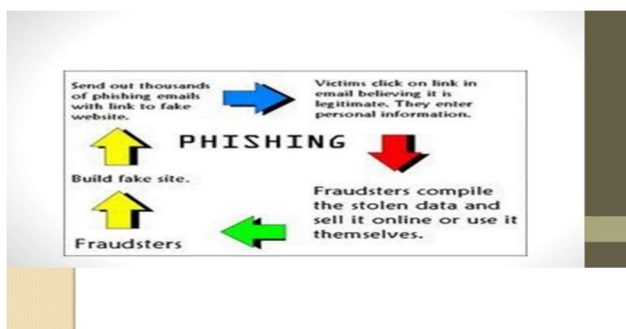 Send out thousands
of phishing emails
with link to fake
website.
Victims click on link in
email believing it is
legitimate. They enter
personal information.
PHISHING
Build fake site.
Fraudsters compile
the stolen data and
sell it online or use it
themselves.
Fraudsters